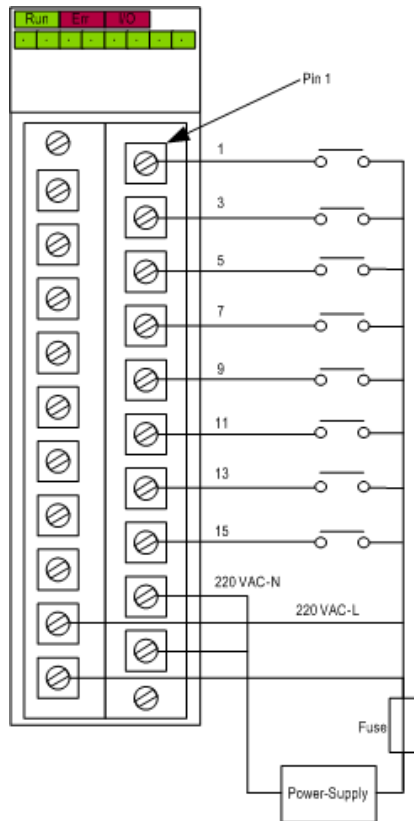 Run Err I/O
Pin 1
1
3
5
7
9
11
13
15
220 VAC-N
220 VAC-L
Fuse
Power-Supply